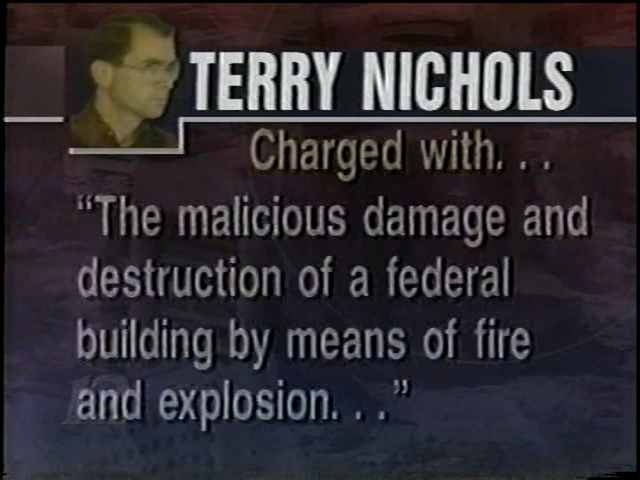 TERRY NICHOLS
Charged with. . .
“The malicious damage and
destruction of a federal
building by means of fire
and explosion. . .”